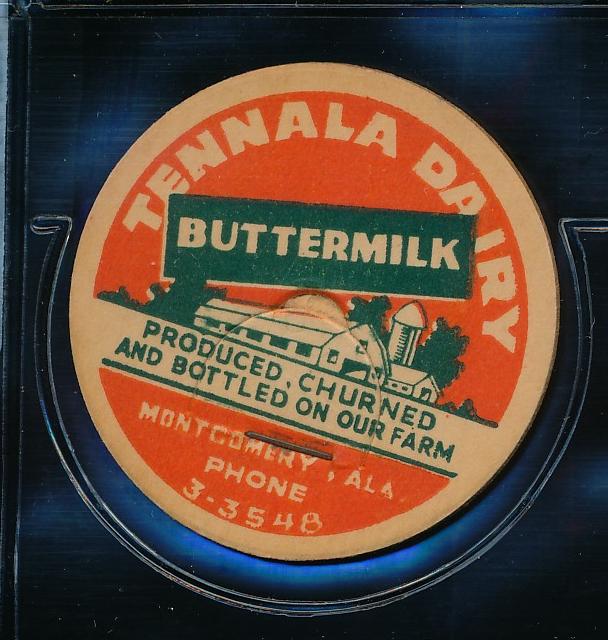 TENNALA DAIRY
BUTTERMILK
PRODUCED, CHURNED
AND BOTTLED ON OUR FARM
MONTGOMERY, ALA.
PHONE
3-3548